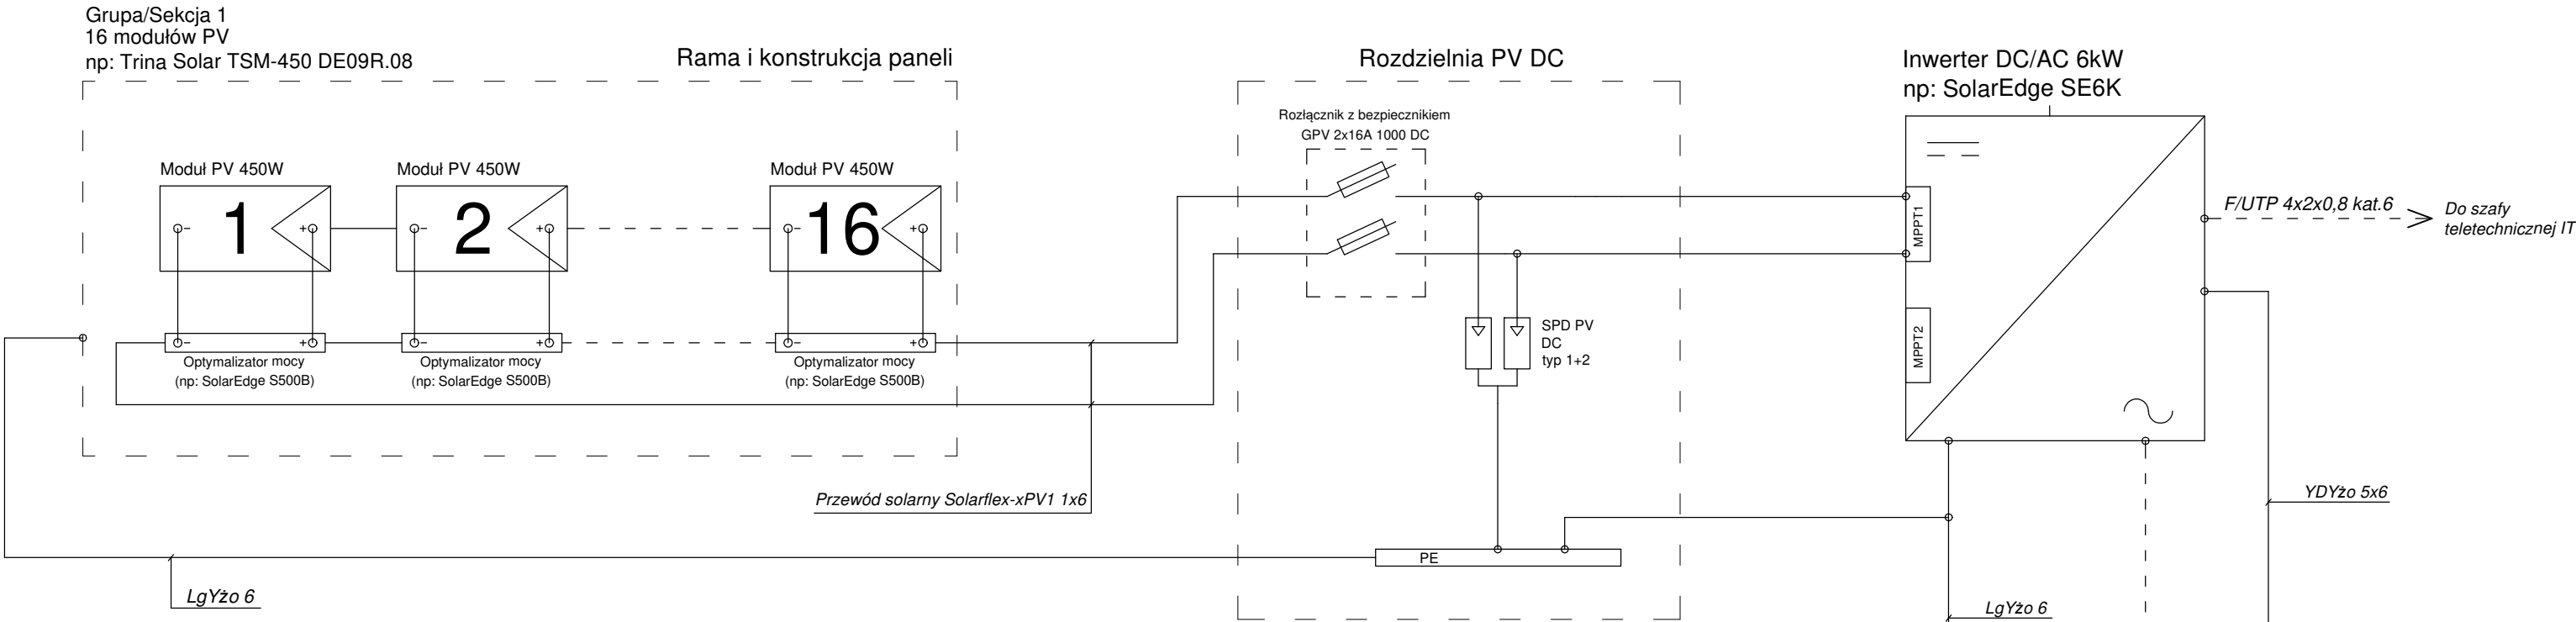 Grupa/Sekcja 1
16 modułów PV
np: Trina Solar TSM-450 DE09R.08
Rama i konstrukcja paneli
Rozdzielnia PV DC
Inwerter DC/AC 6kW
np: SolarEdge SE6K
Rozłącznik z bezpiecznikiem
GPV 2x16A 1000 DC
Moduł PV 450W
Moduł PV 450W
Moduł PV 450W
- 1 +
- 2 +
- 16 +
MPPT1
F/UTP 4x2x0,8 kat.6
Do szafy
teletechnicznej IT
- +
- +
- +
Optymalizator mocy
(np: SolarEdge S500B)
Optymalizator mocy
(np: SolarEdge S500B)
Optymalizator mocy
(np: SolarEdge S500B)
SPD PV
DC
typ 1+2
MPPT2
Przewód solarny Solarflex-xPV1 1x6
YDYżo 5x6
PE
LgYżo 6
LgYżo 6